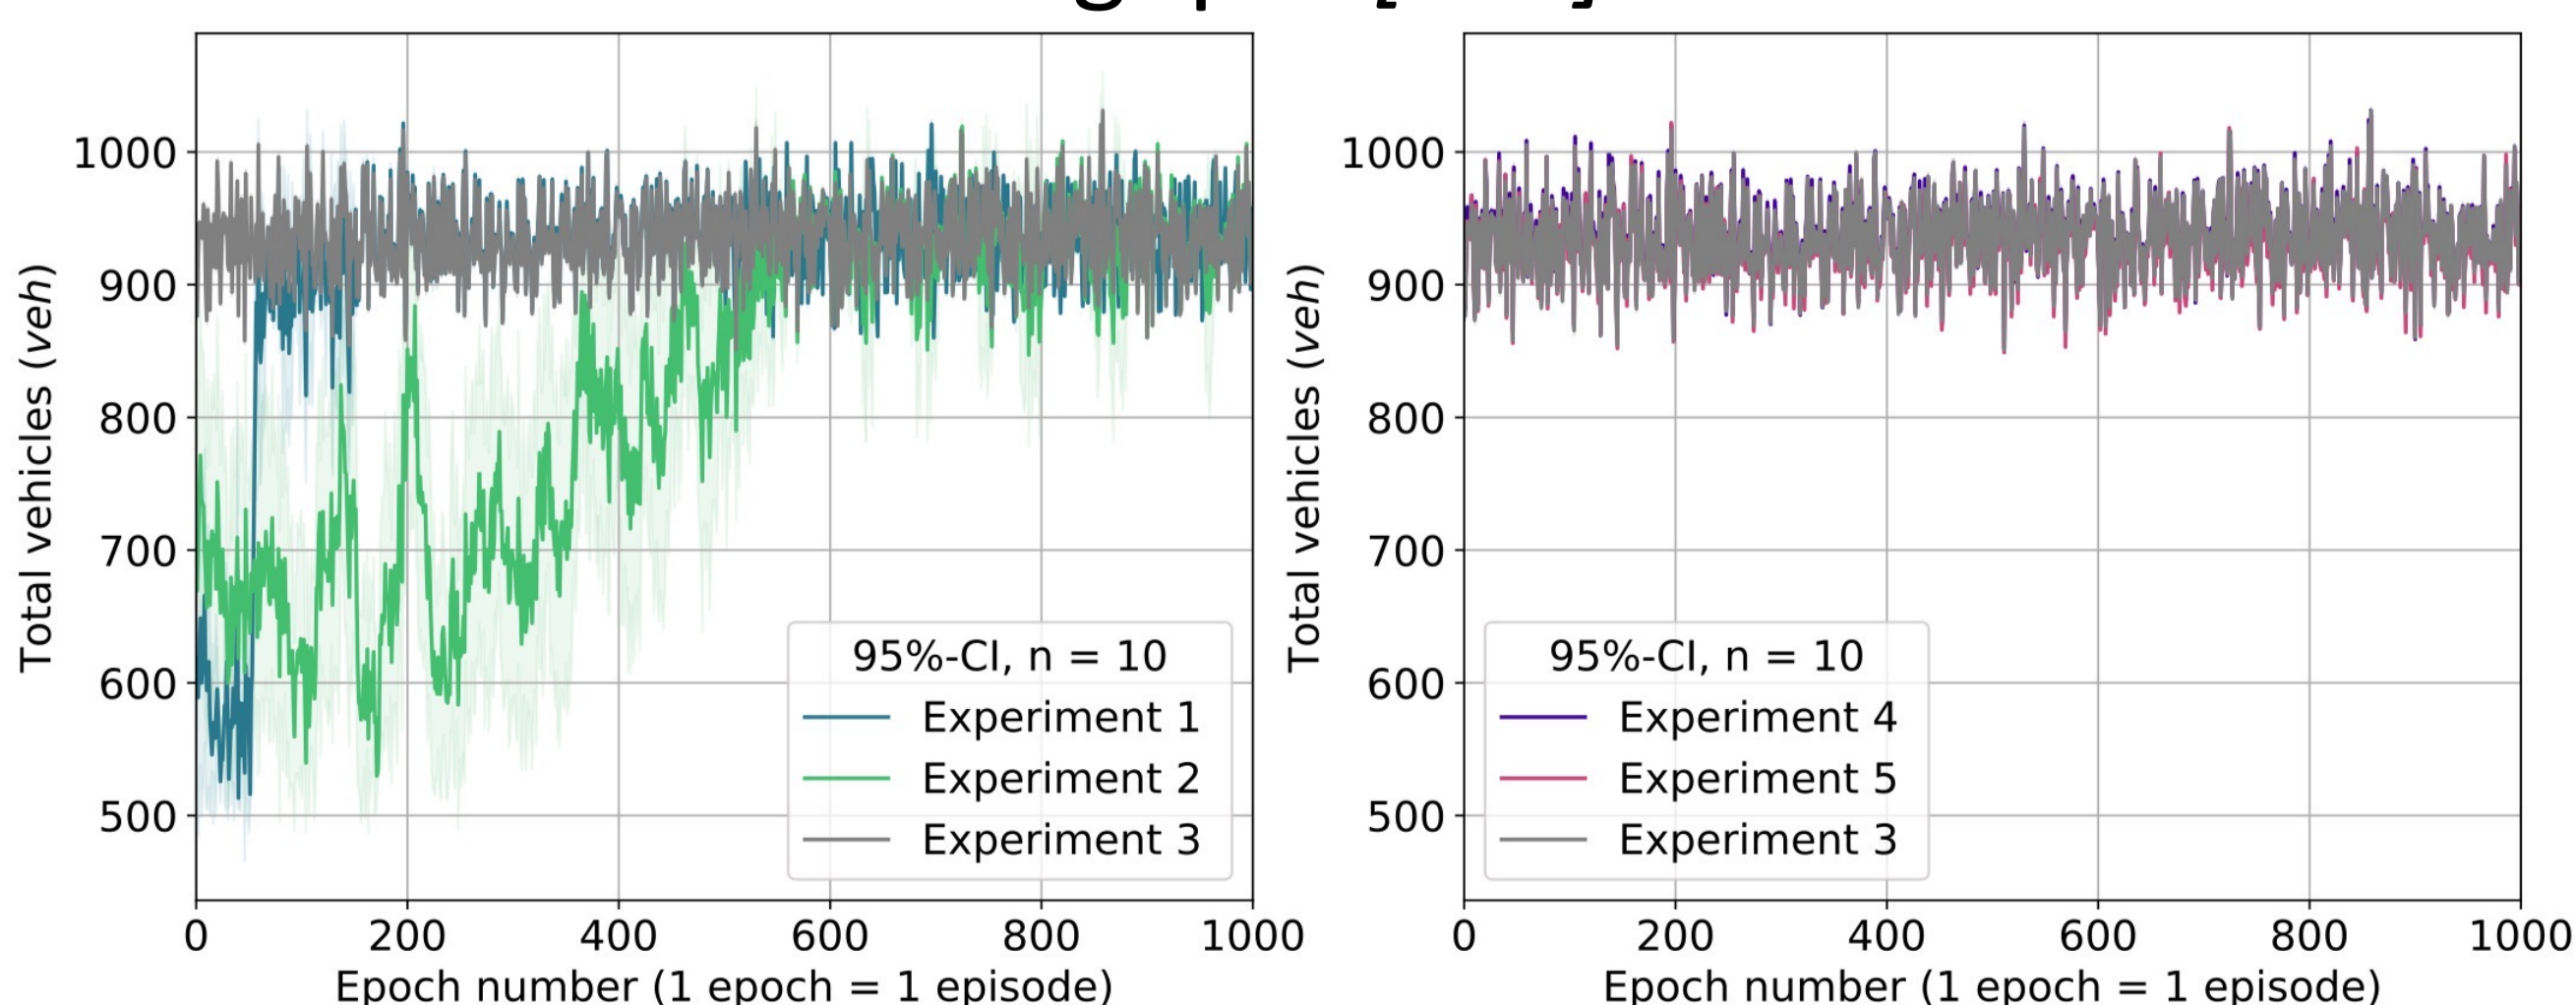 1000
900
800
700
600
500
Total vehicles (veh)
95%-CI, n = 10
Experiment 1
Experiment 2
Experiment 3
0 200 400 600 800 1000
Epoch number (1 epoch = 1 episode)
1000
900
800
700
600
500
Total vehicles (veh)
95%-CI, n = 10
Experiment 4
Experiment 5
Experiment 3
0 200 400 600 800 1000
Epoch number (1 epoch = 1 episode)